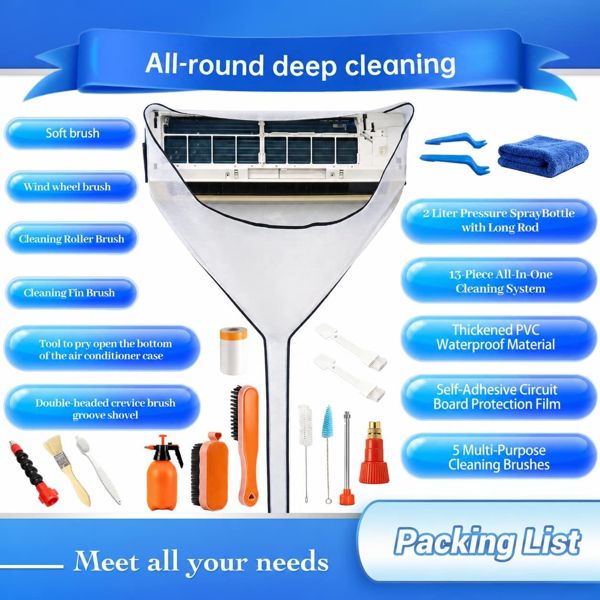 All-round deep cleaning
Soft brush
Wind wheel brush
Cleaning Roller Brush
Cleaning Fin Brush
Tool to pry open the bottom
of the air conditioner case
Double-headed crevice brush
groove shovel
2 Liter Pressure SprayBottle
with Long Rod
13-Piece All-In-One
Cleaning System
Thickened PVC
Waterproof Material
Self-Adhesive Circuit
Board Protection Film
5 Multi-Purpose
Cleaning Brushes
Meet all your needs
Packing List